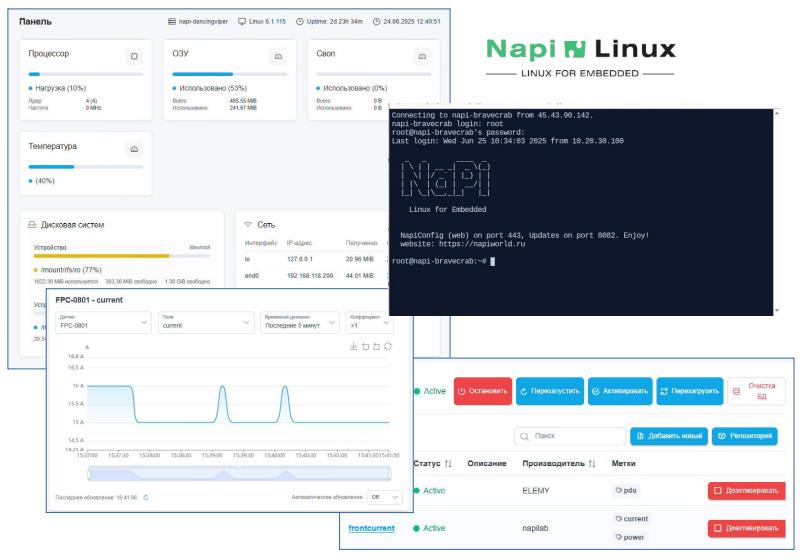 Панель
napi-dancingviper
Linux 6.1.115
Uptime: 2d 23h 34m
24.06.2025 12:40:51
Процессор
Нагрузка (10%)
Ядер 4 (4)
Частота 0 MHz
ОЗУ
Использовано (53%)
Всего 485.55 MiB
Использовано 241.67 MiB
Своп
Использовано (0%)
Всего 0 B
Использовано 0 B
Температура
(40%)
Дисковая систем
Устройство: /dev/root
/mount/rfs/ro (77%)
1022.30 MiB используется 303.30 MiB свободно 1.38 GiB свободно
Сеть
Интерфейс IP-адрес Получено
lo 127.0.0.1 20.96 MiB
end0 192.168.118.200 44.01 MiB
Napi Linux
LINUX FOR EMBEDDED
Connecting to napi-bravecrab from 45.43.90.142.
napi-bravecrab login: root
root@napi-bravecrab's password:
Last login: Wed Jun 25 10:34:03 2025 from 10.20.30.100
NaPI
Linux for Embedded
NapiConfig (web) on port 443, Updates on port 8082. Enjoy!
website: https://napiworld.ru
root@napi-bravecrab:~#
FPC-0801 - current
Датчик
FPC-0801
Поле
current
Временной диапазон
Последние 5 минут
Коэффициент
×1
A
16.8 A
16.5 A
16 A
15.5 A
15 A
14.5 A
14.25 A
15:37:00 15:37:30 15:38:00 15:38:30 15:39:00 15:39:30 15:40:00 15:40:30 15:41:00 15:41:30 15:41:50
Последнее обновление: 15:41:56
Автоматическое обновление: Off
Active
Остановить
Перезапустить
Активировать
Перезагрузить
Очистка БД
Поиск
Добавить новый
Репозиторий
Статус Описание Производитель Метки
Active ELEMY pdu Деактивировать
frontcurrent Active napilab current power Деактивировать